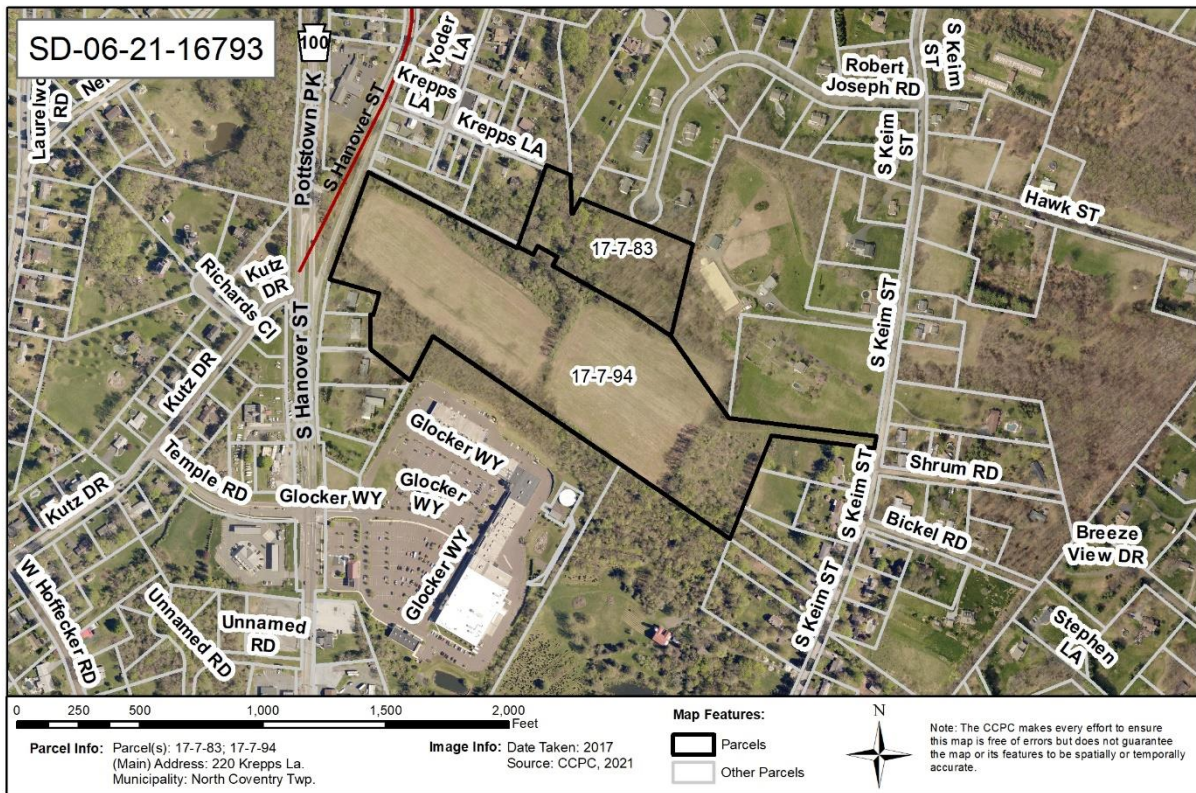 SD-06-21-16793
100
Laurelwood
RD
Pottstown PK
S Hanover ST
Yoder
LA
Krepps
LA
Krepps LA
Robert
Joseph RD
S Keim
ST
S Keim
ST
Hawk ST
17-7-83
Kutz
DR
Richards CI
S Hanover ST
S Keim ST
17-7-94
Kutz DR
Glocker WY
Temple RD
Glocker WY
Glocker
WY
Kutz DR
Glocker WY
S Keim ST
Shrum RD
Bickel RD
Breeze
View DR
W Hoffecker RD
Unnamed RD
Unnamed
RD
S Keim ST
Stephen
LA
0 250 500 1,000 1,500 2,000
Feet
Parcel Info: Parcel(s): 17-7-83; 17-7-94
(Main) Address: 220 Krepps La.
Municipality: North Coventry Twp.
Image Info: Date Taken: 2017
Source: CCPC, 2021
Map Features:
Parcels
Other Parcels
N
Note: The CCPC makes every effort to ensure
this map is free of errors but does not guarantee
the map or its features to be spatially or temporally
accurate.